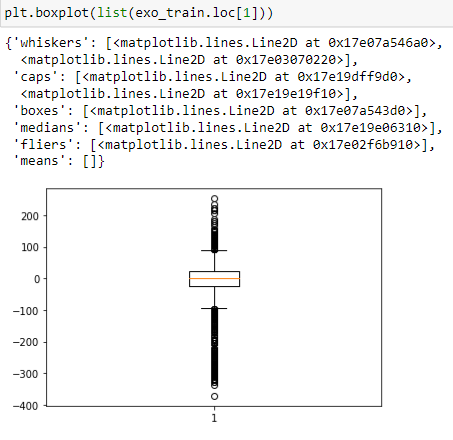 plt.boxplot(list(exo_train.loc[1]))
{'whiskers': [<matplotlib.lines.Line2D at 0x17e07a546a0>,
<matplotlib.lines.Line2D at 0x17e03070220>],
'caps': [<matplotlib.lines.Line2D at 0x17e19dff9d0>,
<matplotlib.lines.Line2D at 0x17e19e19f10>],
'boxes': [<matplotlib.lines.Line2D at 0x17e07a543d0>],
'medians': [<matplotlib.lines.Line2D at 0x17e19e06310>],
'fliers': [<matplotlib.lines.Line2D at 0x17e02f6b910>],
'means': []}
200
100
0
−100
−200
−300
−400
1